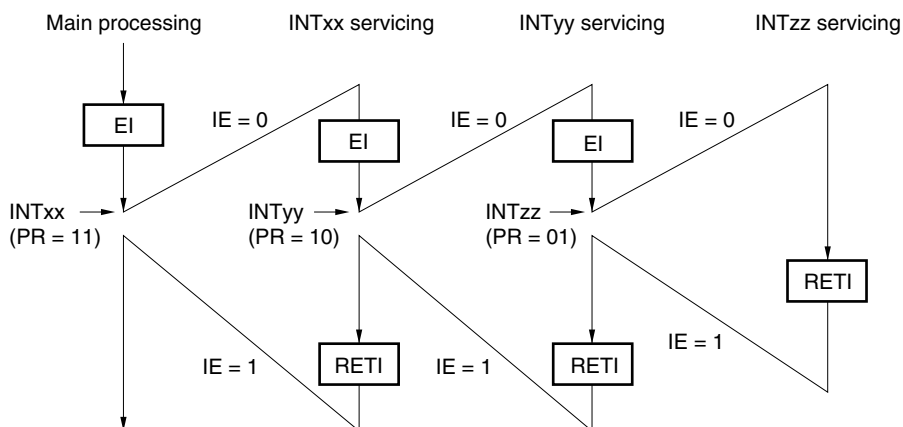 Main processing
INTxx servicing
INTyy servicing
INTzz servicing
EI
IE = 0
EI
IE = 0
EI
IE = 0
INTxx
(PR = 11)
INTyy
(PR = 10)
INTzz
(PR = 01)
RETI
IE = 1
RETI
IE = 1
RETI
IE = 1